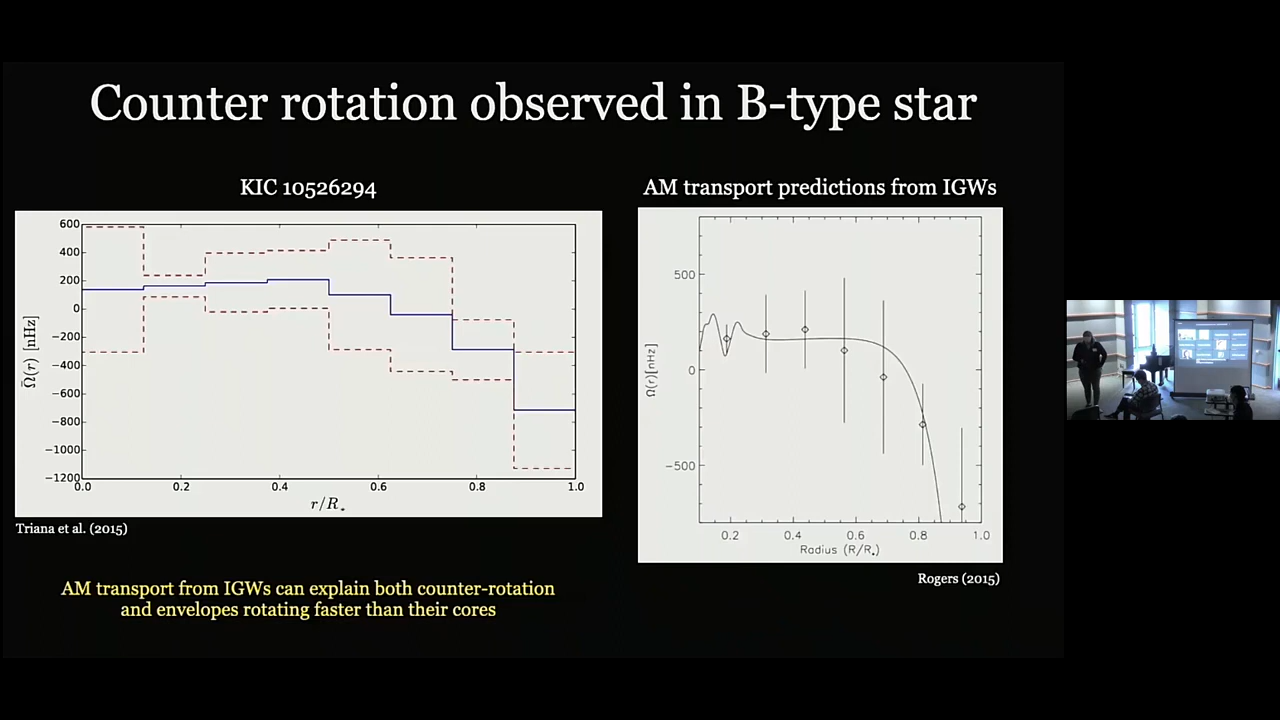 Counter rotation observed in B-type star
KIC 10526294
600
400
200
0
−200
−400
−600
−800
−1000
−1200
0.0
0.2
0.4
0.6
0.8
1.0
Ω̄(r) [nHz]
r/R⋆
Triana et al. (2015)
AM transport from IGWs can explain both counter-rotation
and envelopes rotating faster than their cores
AM transport predictions from IGWs
500
0
−500
Ω(r)[nHz]
0.2
0.4
0.6
0.8
1.0
Radius (R/R⋆)
Rogers (2015)